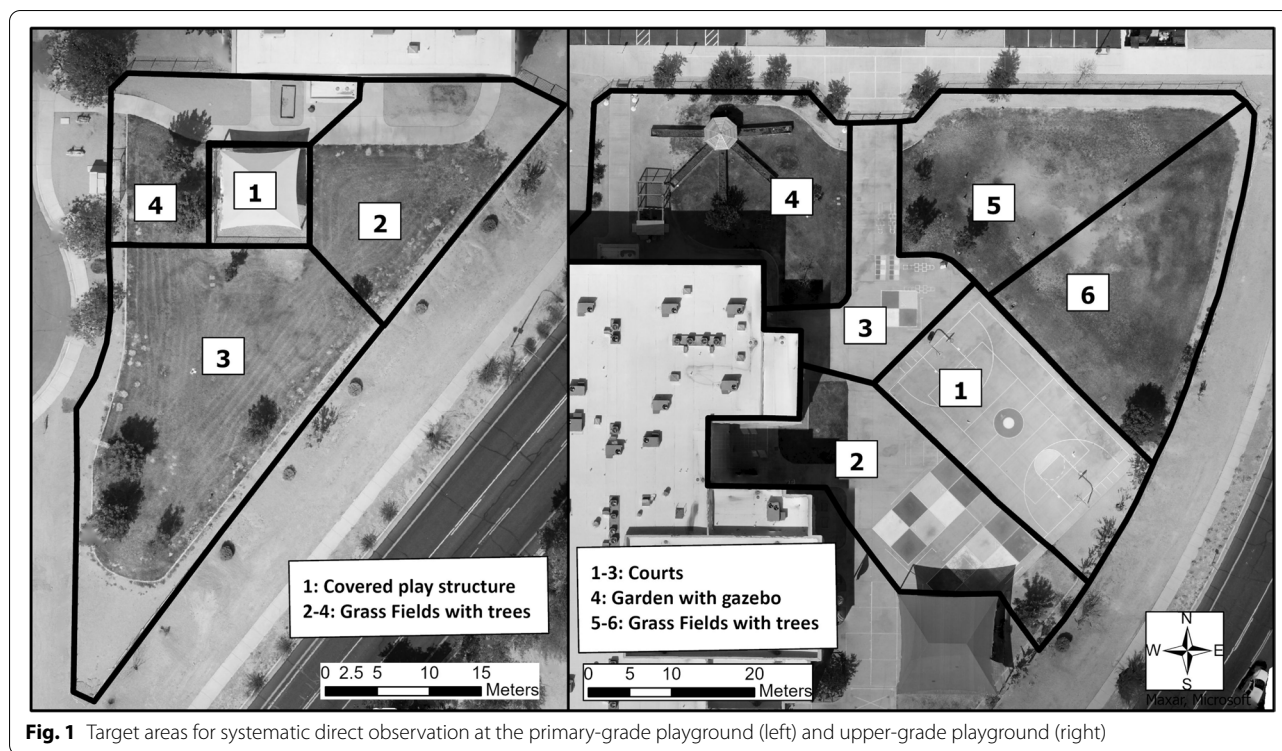 4
1
2
3
1: Covered play structure
2-4: Grass Fields with trees
0 2.5 5 10 15
Meters
4
5
6
3
1
2
1-3: Courts
4: Garden with gazebo
5-6: Grass Fields with trees
0 5 10 20
Meters
N
W E
S
Maxar, Microsoft
Fig. 1 Target areas for systematic direct observation at the primary-grade playground (left) and upper-grade playground (right)